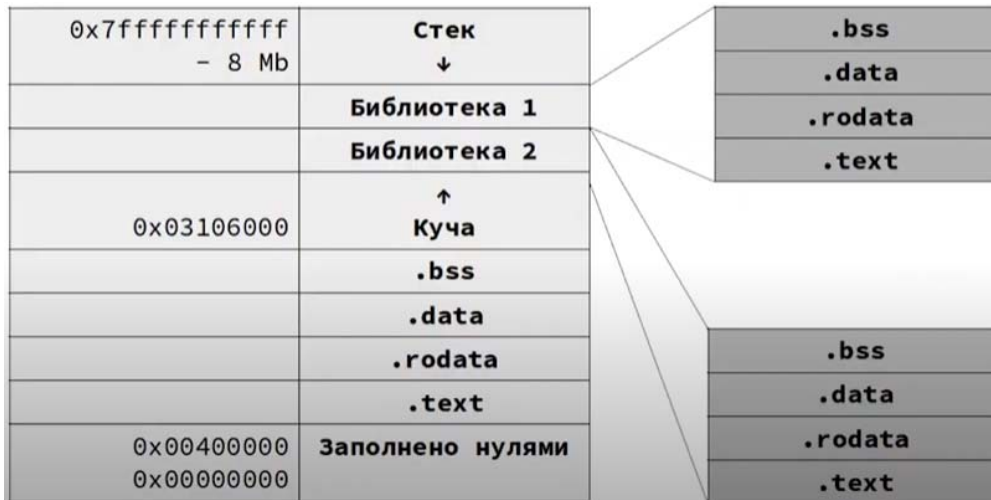 0x7fffffffffff Стек
- 8 Mb ↓
Библиотека 1
Библиотека 2
↑
0x03106000 Куча
.bss
.data
.rodata
.text
0x00400000 Заполнено нулями
0x00000000
.bss
.data
.rodata
.text
.bss
.data
.rodata
.text